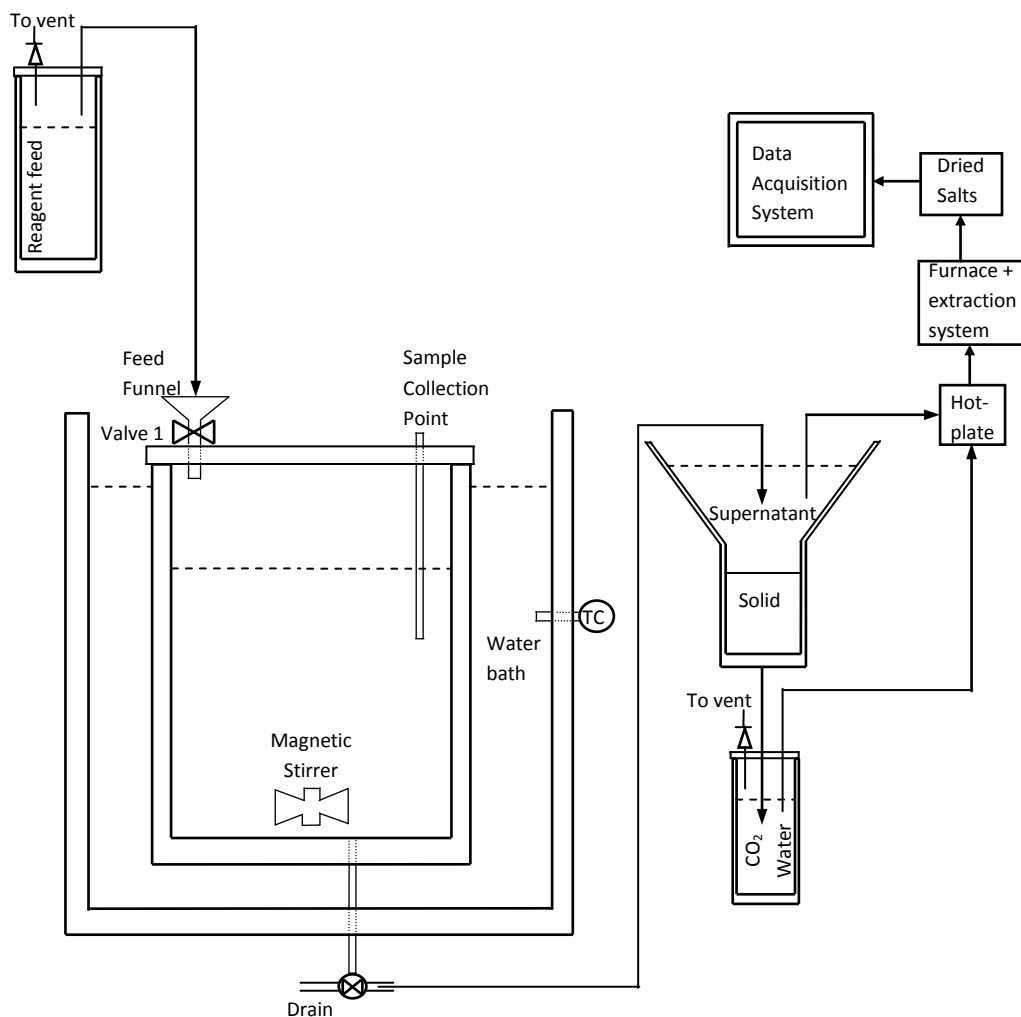 To vent
Reagent feed
Feed
Funnel
Valve 1
Sample
Collection
Point
Data
Acquisition
System
Dried
Salts
Furnace +
extraction
system
Hot-
plate
Supernatant
Solid
TC
Water
bath
Magnetic
Stirrer
To vent
CO₂
Water
Drain